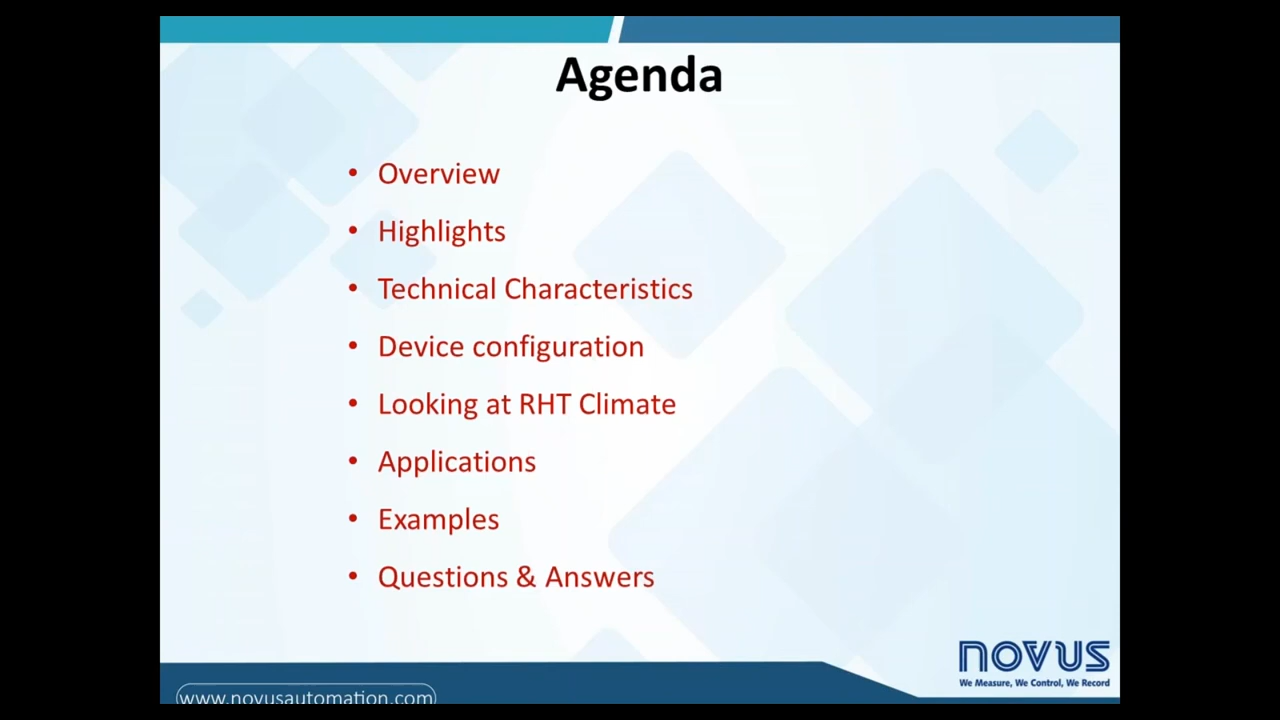 Agenda
• Overview
• Highlights
• Technical Characteristics
• Device configuration
• Looking at RHT Climate
• Applications
• Examples
• Questions & Answers
novus
We Measure, We Control, We Record
www.novusautomation.com